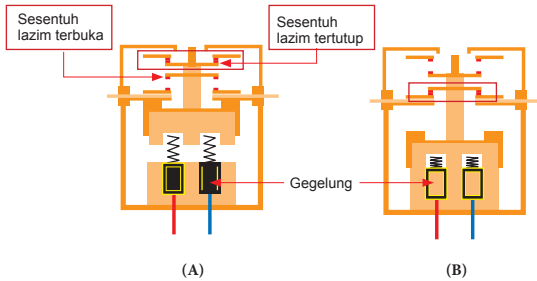 Sesentuh
lazim terbuka
Sesentuh
lazim tertutup
Gegelung
(A)
(B)